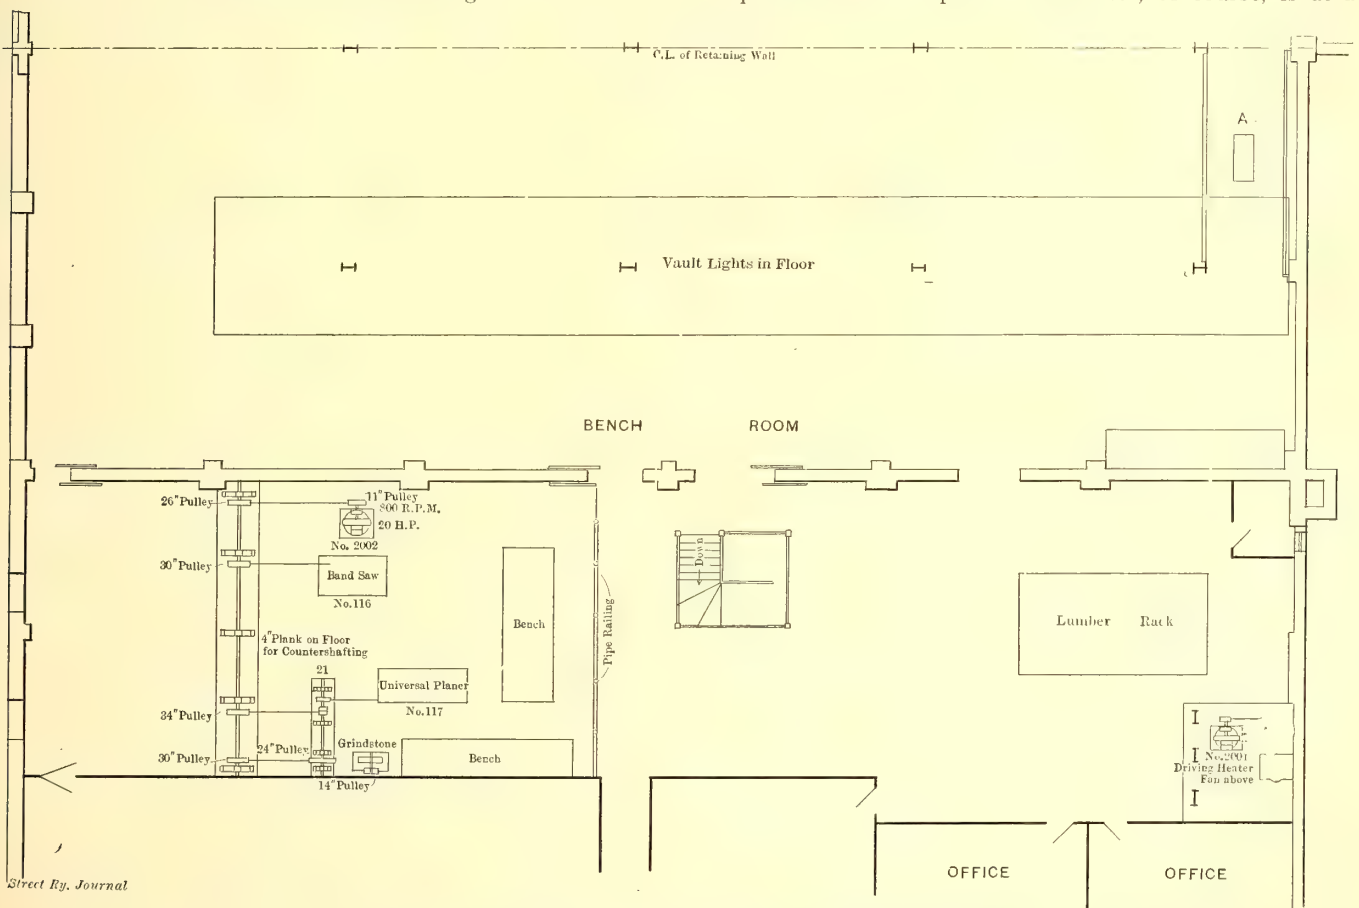 C.L. of Retaining Wall
A
Vault Lights in Floor
BENCH ROOM
26"Pulley
11"Pulley
800 R.P.M.
20 H.P.
No. 2002
30"Pulley
Band Saw
No.116
Down
Pipe Railing
Bench
Lumber Rack
4"Plank on Floor
for Countershafting
21
Universal Planer
No.117
34"Pulley
24"Pulley
Grindstone
30"Pulley
Bench
14"Pulley
No.2001
Driving Heater
Fan above
OFFICE
OFFICE
Street Ry. Journal